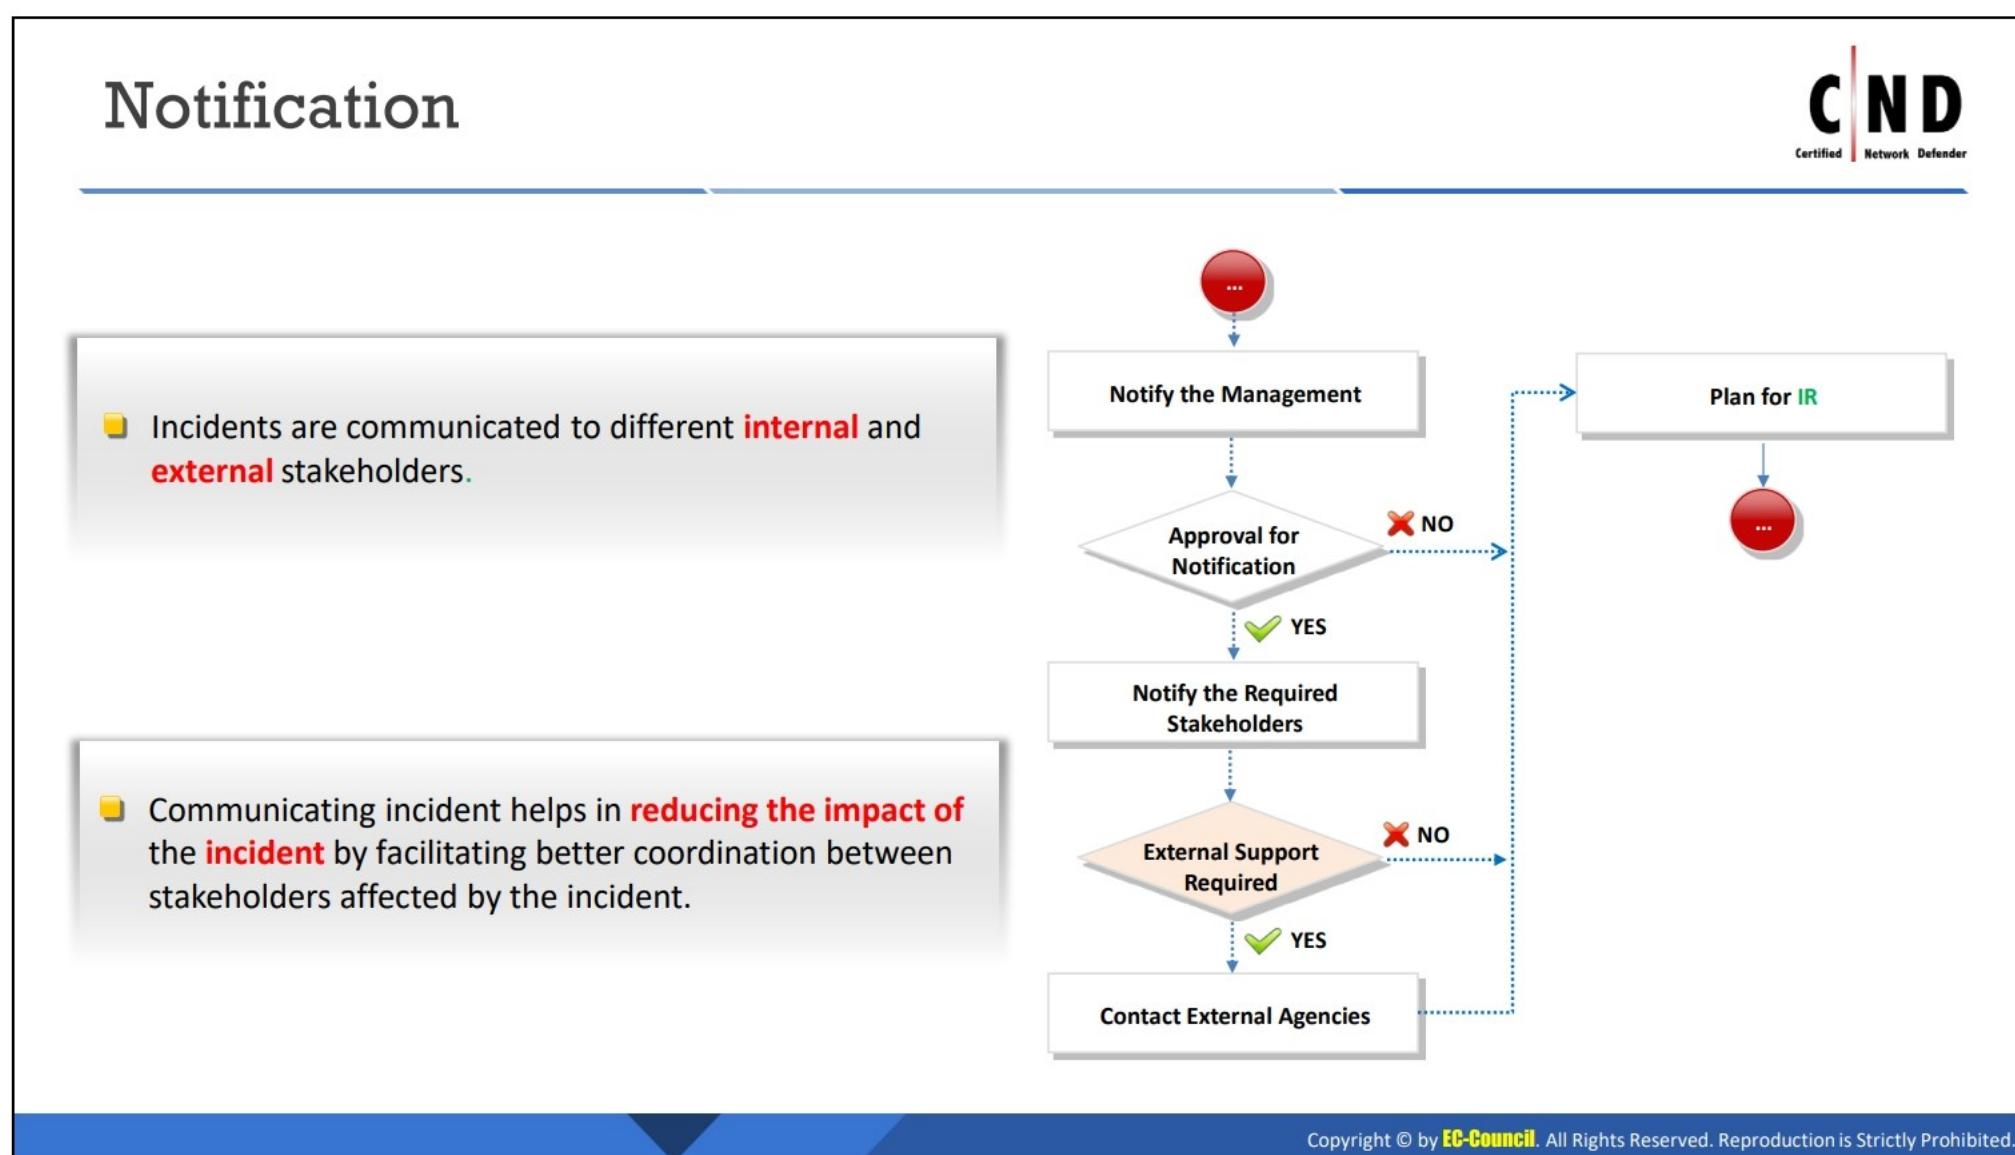 Notification
C ND
Certified Network Defender
Incidents are communicated to different internal and
external stakeholders.
Communicating incident helps in reducing the impact of
the incident by facilitating better coordination between
stakeholders affected by the incident.
...
Notify the Management
Approval for
Notification
NO
YES
Notify the Required
Stakeholders
External Support
Required
NO
YES
Contact External Agencies
Plan for IR
...
Copyright © by EC-Council. All Rights Reserved. Reproduction is Strictly Prohibited.